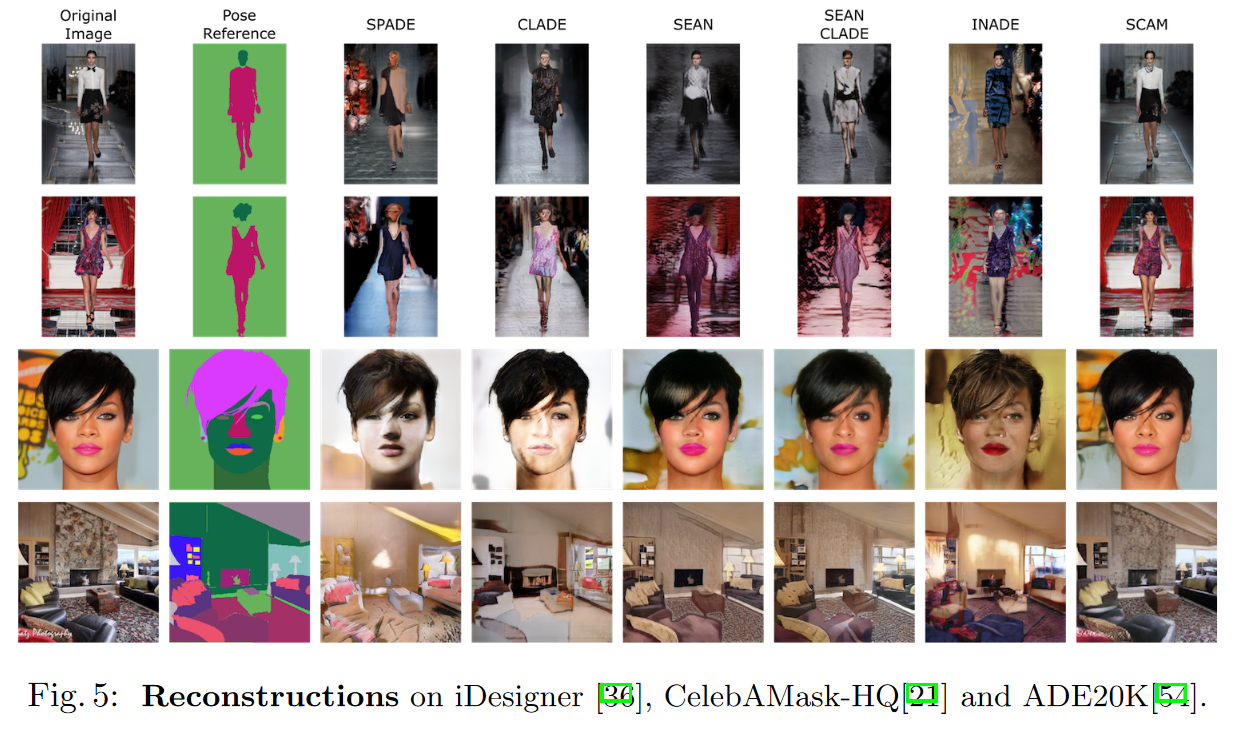 Original Image
Pose Reference
SPADE
CLADE
SEAN
SEAN CLADE
INADE
SCAM
Photography
Fig. 5: Reconstructions on iDesigner [36], CelebAMask-HQ[21] and ADE20K[54].